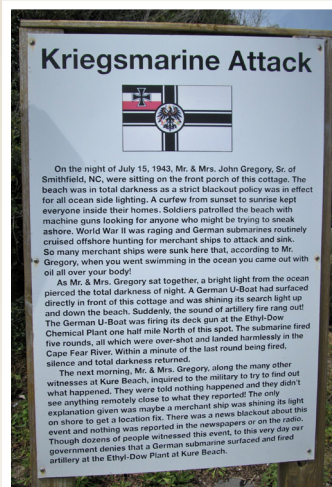 Kriegsmarine Attack
On the night of July 15, 1943, Mr. & Mrs. John Gregory, Sr. of
Smithfield, NC, were sitting on the front porch of this cottage. The
beach was in total darkness as a strict blackout policy was in effect
for all ocean side lighting. A curfew from sunset to sunrise kept
everyone inside their homes. Soldiers patrolled the beach with
machine guns looking for anyone who might be trying to sneak
ashore. World War II was raging and German submarines routinely
cruised offshore hunting for merchant ships to attack and sink.
So many merchant ships were sunk here that, according to Mr.
Gregory, when you went swimming in the ocean you came out with
oil all over your body!
As Mr. & Mrs. Gregory sat together, a bright light from the ocean
pierced the total darkness of night. A German U-Boat had surfaced
directly in front of this cottage and was shining its search light up
and down the beach. Suddenly, the sound of artillery fire rang out!
The German U-Boat was firing its deck gun at the Ethyl-Dow
Chemical Plant one half mile North of this spot. The submarine fired
five rounds, all which were over-shot and landed harmlessly in the
Cape Fear River. Within a minute of the last round being fired,
silence and total darkness returned.
The next morning, Mr. & Mrs. Gregory, along the many other
witnesses at Kure Beach, inquired to the military to try to find out
what happened. They were told nothing happened and they didn't
see anything remotely close to what they reported! The only
explanation given was maybe a merchant ship was shining its light
on shore to get a location fix. There was a news blackout about this
event and nothing was reported in the newspapers or on the radio.
Though dozens of people witnessed this event, to this very day our
government denies that a German submarine surfaced and fired
artillery at the Ethyl-Dow Plant at Kure Beach.